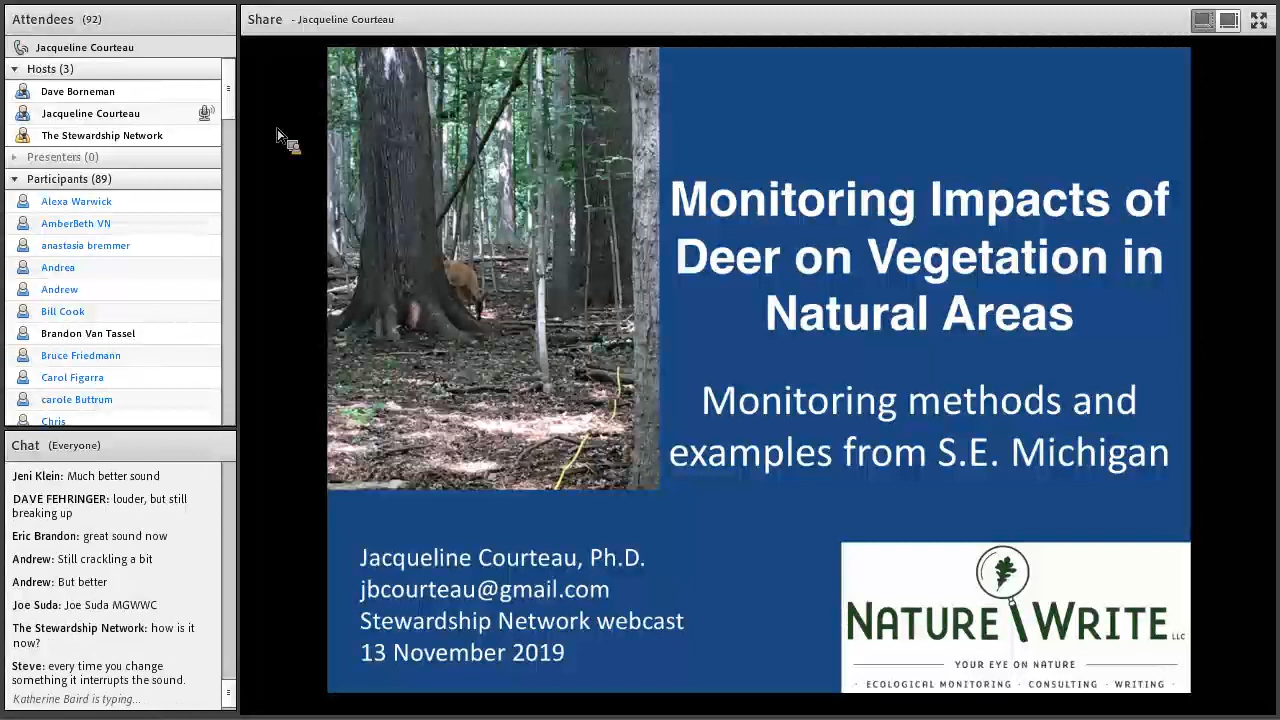 Attendees (92)
Jacqueline Courteau
Hosts (3)
Dave Borneman
Jacqueline Courteau
The Stewardship Network
Presenters (0)
Participants (89)
Alexa Warwick
AmberBeth VN
anastasia bremmer
Andrea
Andrew
Bill Cook
Brandon Van Tassel
Bruce Friedmann
Carol Figarra
carole Buttrum
Chris
Chat (Everyone)
Jeni Klein: Much better sound
DAVE FEHRINGER: louder, but still
breaking up
Eric Brandon: great sound now
Andrew: Still crackling a bit
Andrew: But better
Joe Suda: Joe Suda MGWWC
The Stewardship Network: how is it
now?
Steve: every time you change
something it interrupts the sound.
Katherine Baird is typing...
Share - Jacqueline Courteau
Monitoring Impacts of
Deer on Vegetation in
Natural Areas
Monitoring methods and
examples from S.E. Michigan
Jacqueline Courteau, Ph.D.
jbcourteau@gmail.com
Stewardship Network webcast
13 November 2019
NATURE WRITE LLC
YOUR EYE ON NATURE
· ECOLOGICAL MONITORING · CONSULTING · WRITING ·